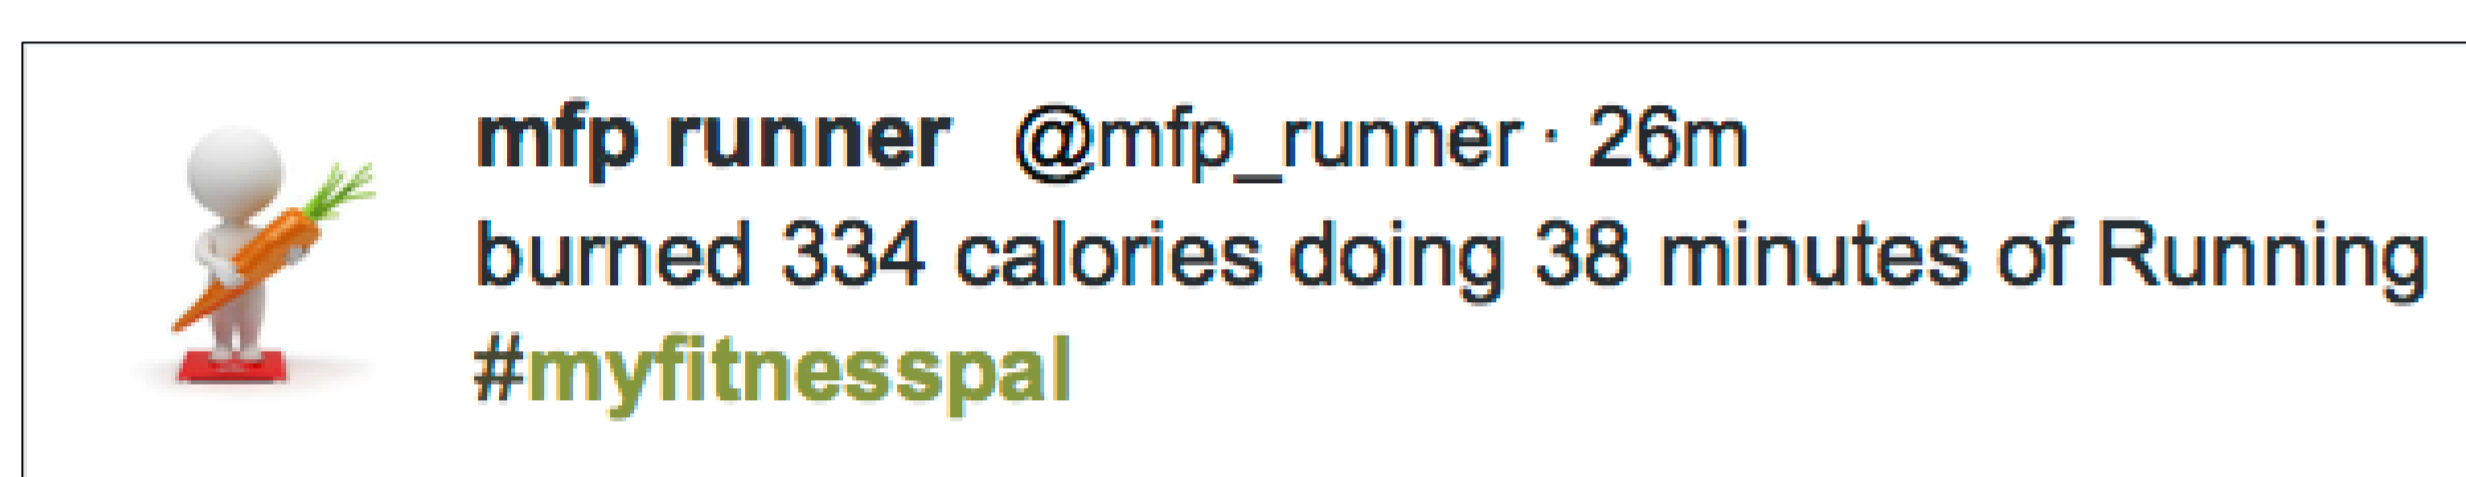 mfp runner @mfp_runner · 26m
burned 334 calories doing 38 minutes of Running
#myfitnesspal